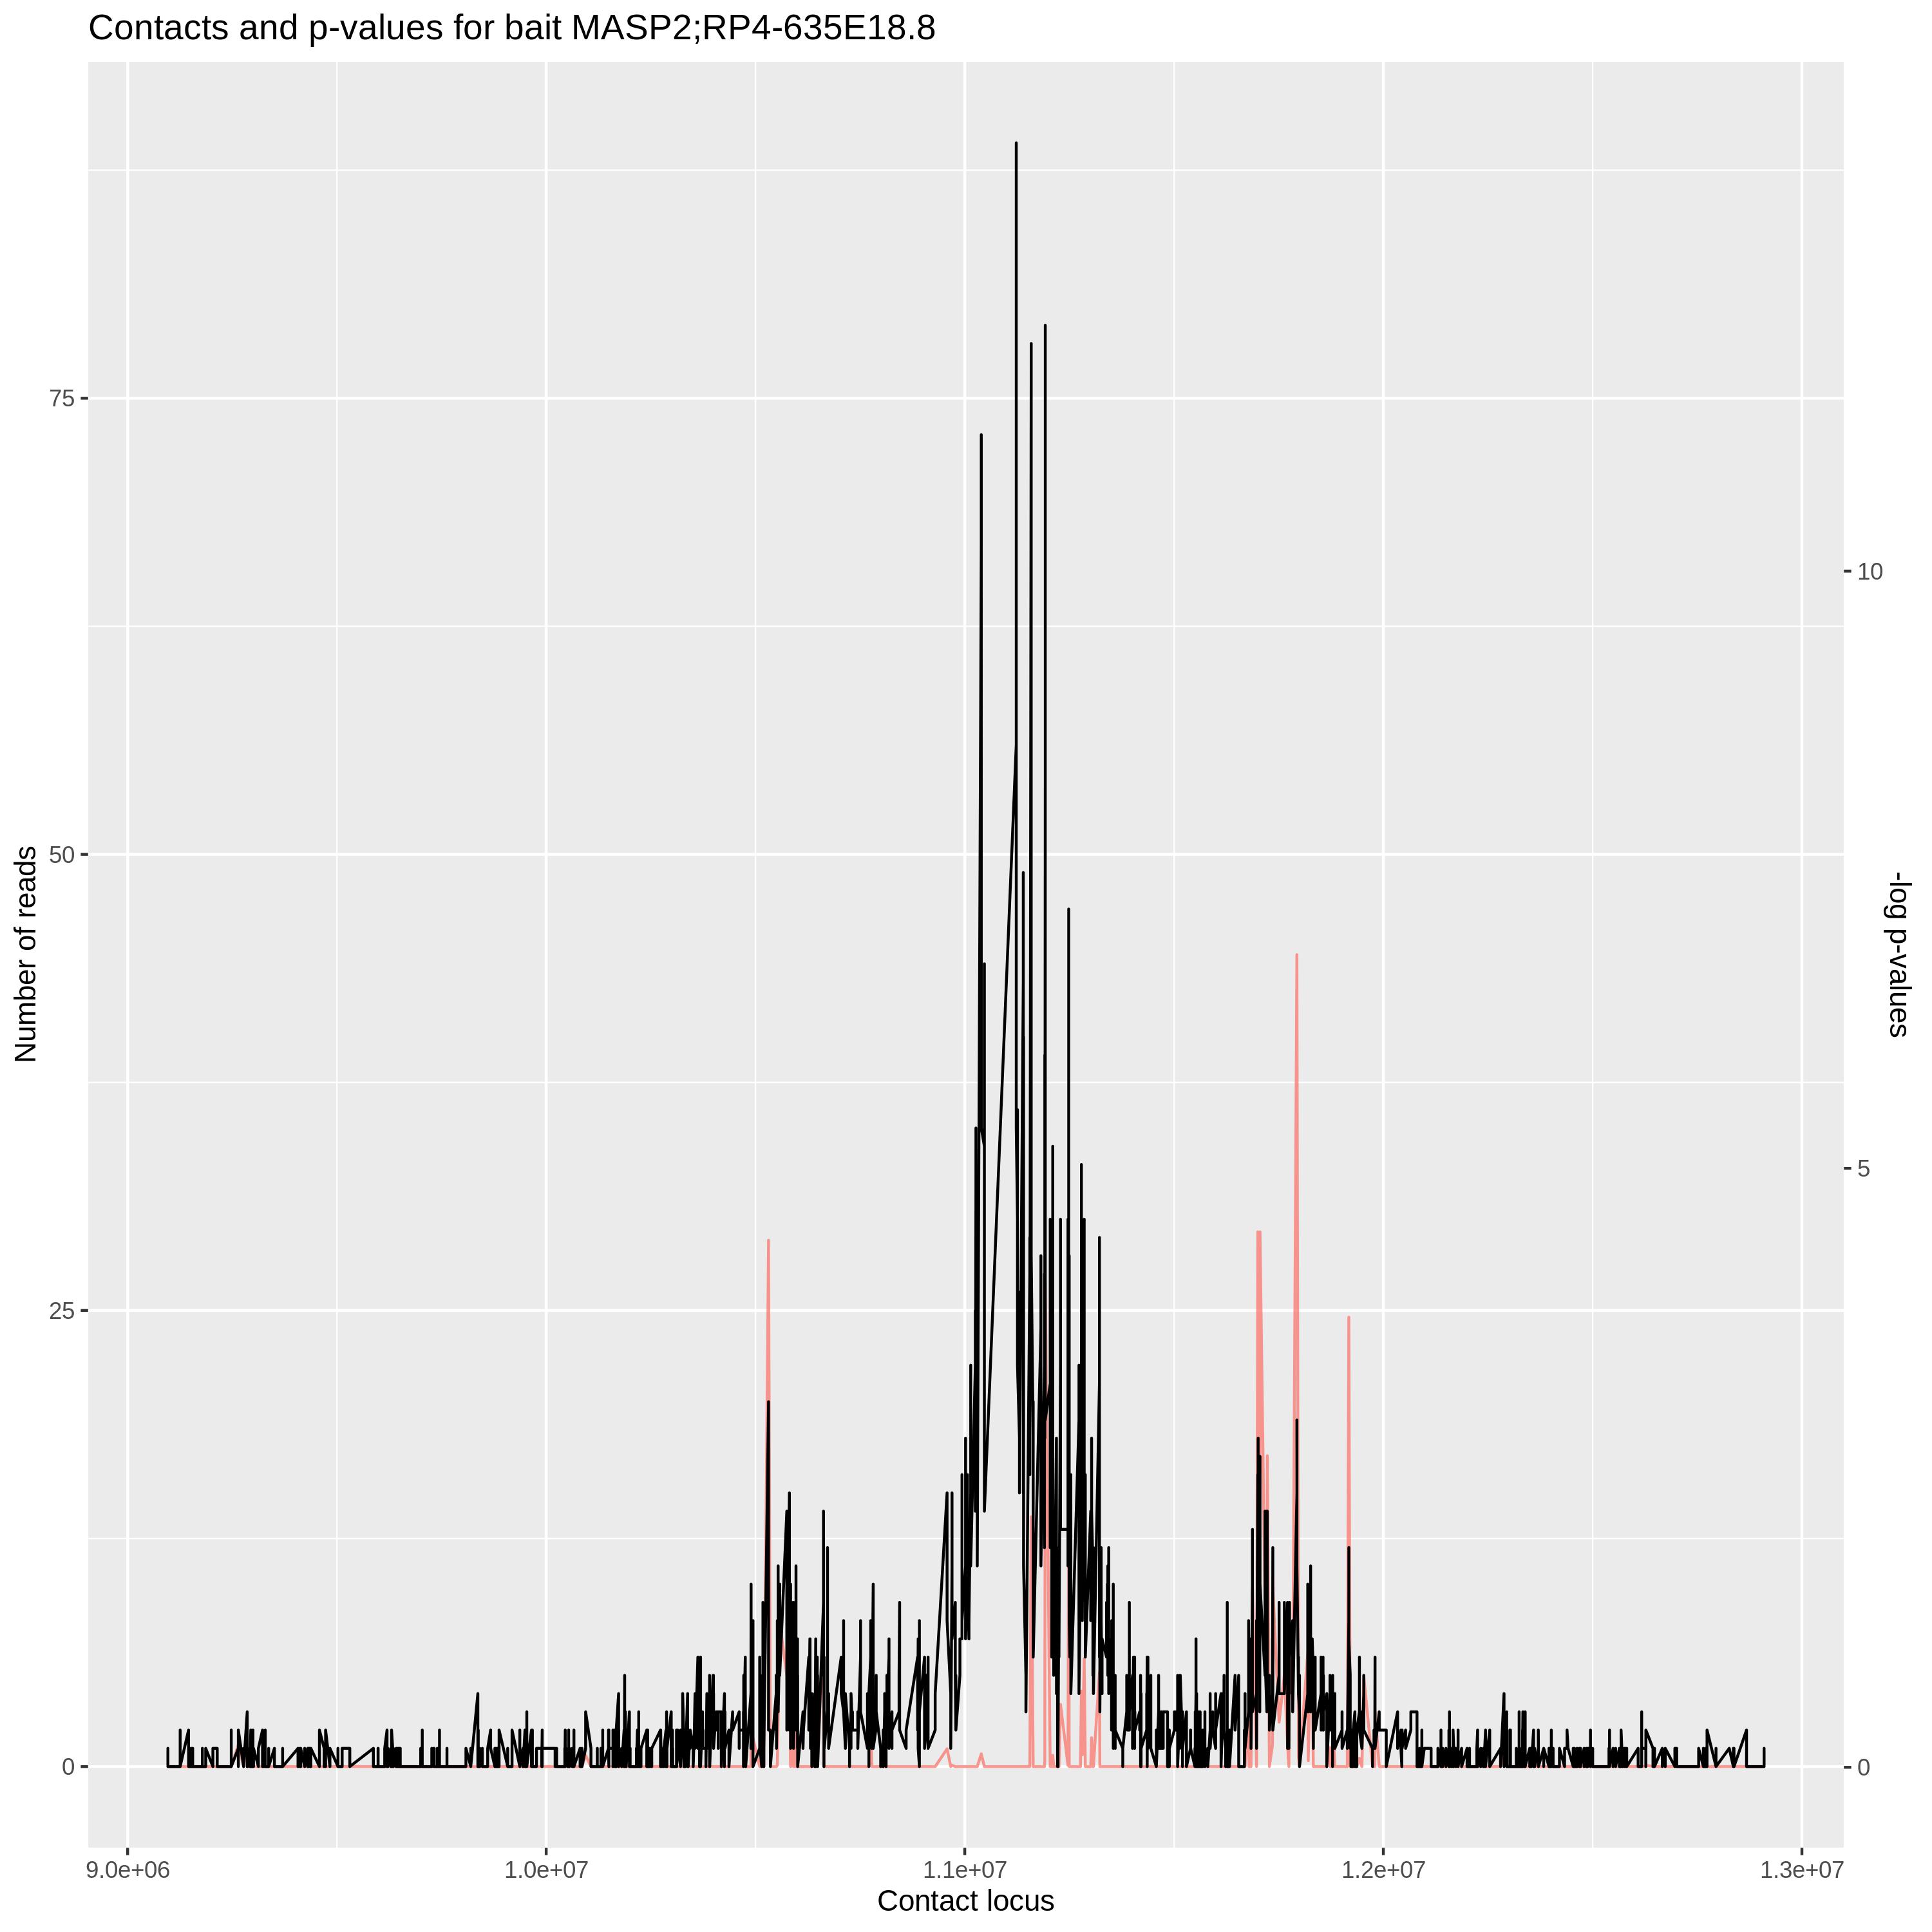 Contacts and p-values for bait MASP2;RP4-635E18.8
Number of reads
75
50
25
0
10
5
0
-log p-values
9.0e+06
1.0e+07
1.1e+07
1.2e+07
1.3e+07
Contact locus